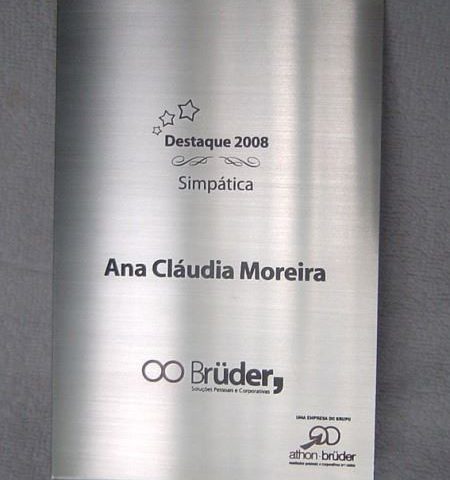 Destaque 2008
Simpática
Ana Cláudia Moreira
Brüder,
Soluções Pessoais e Corporativas
UMA EMPRESA DO GRUPO
athon·brüder